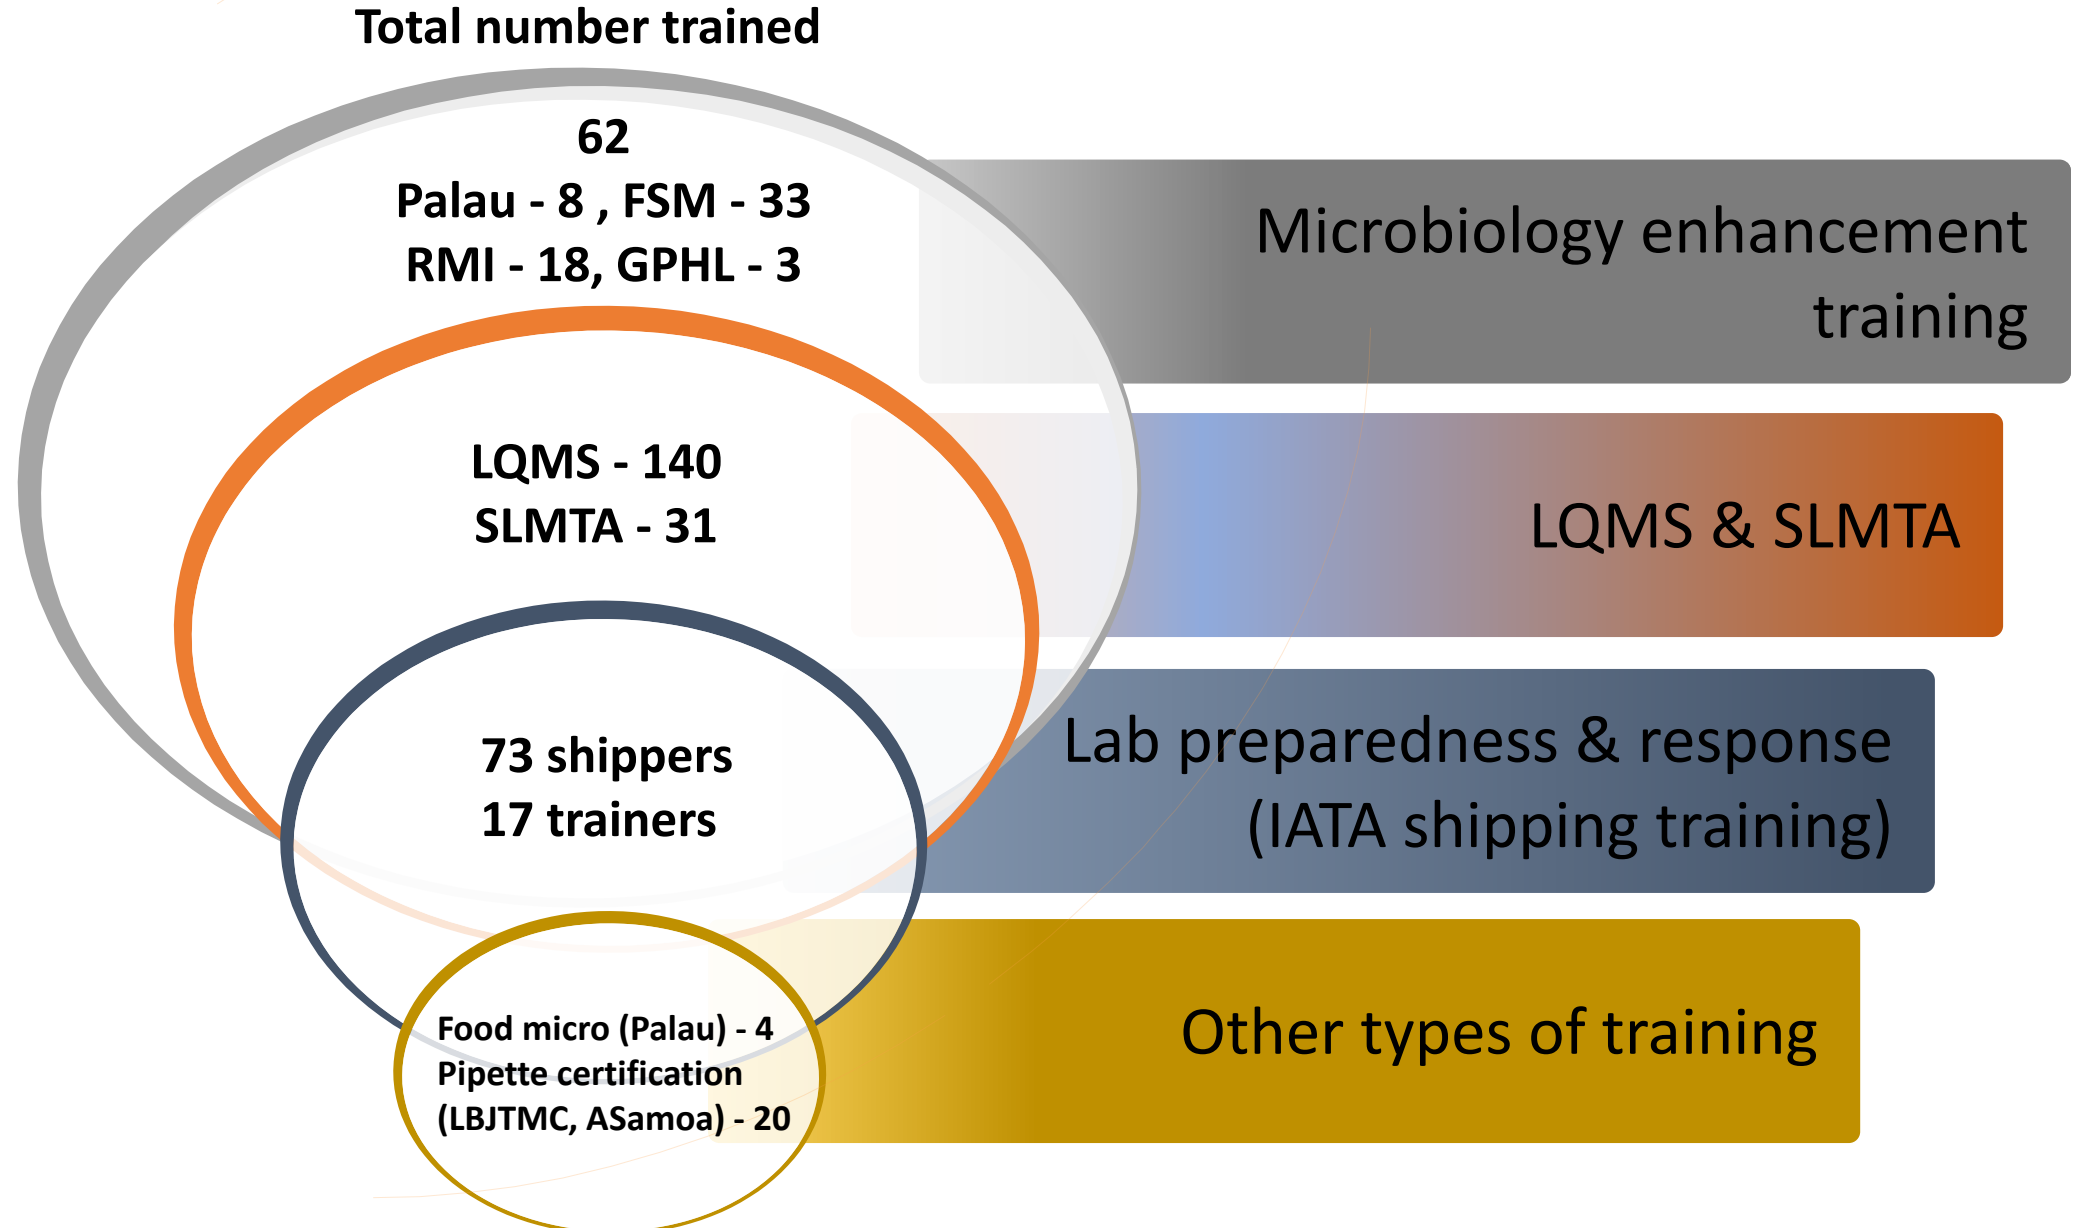 Total number trained
62
Palau - 8 , FSM - 33
RMI - 18, GPHL - 3
Microbiology enhancement
training
LQMS - 140
SLMTA - 31
LQMS & SLMTA
73 shippers
17 trainers
Lab preparedness & response
(IATA shipping training)
Food micro (Palau) - 4
Pipette certification
(LBJTMC, ASamoa) - 20
Other types of training